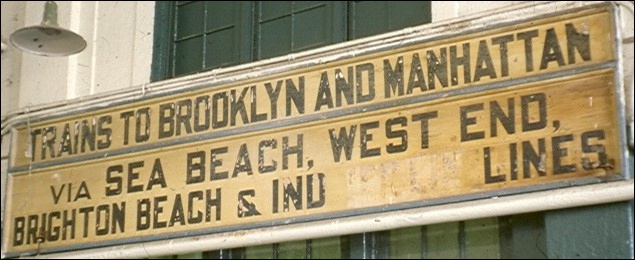 TRAINS TO BROOKLYN AND MANHATTAN
VIA SEA BEACH, WEST END,
BRIGHTON BEACH & IND LINES